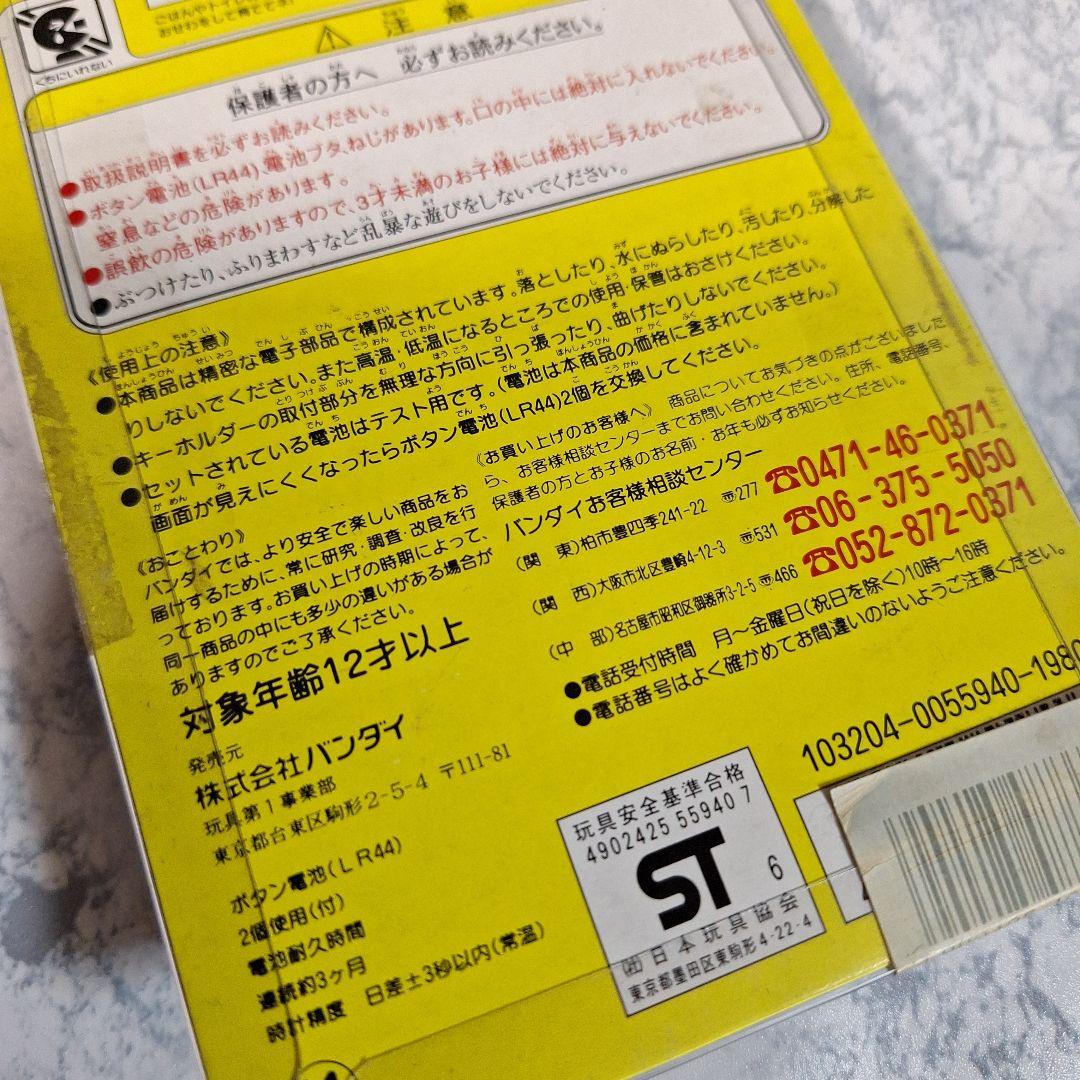 ごはんやトイレ
おせわをして育ててネ!
くちにいれない
注意
保護者の方へ 必ずお読みください。
●取扱説明書を必ずお読みください。
●ボタン電池(LR44)、電池ブタ、ねじがあります。口の中には絶対に入れないでください。
窒息などの危険があります。
●誤飲の危険がありますので、3才未満のお子様には絶対に与えないでください。
●ぶつけたり、ふりまわすなど乱暴な遊びをしないでください。
《使用上の注意》
●本商品は精密な電子部品で構成されています。落としたり、水にぬらしたり、汚したり、分解した
りしないでください。また高温・低温になるところでの使用・保管はおさけください。
●キーホルダーの取付部分を無理な方向に引っ張ったり、曲げたりしないでください。
●セットされている電池はテスト用です。(電池は本商品の価格に含まれていません。)
画面が見えにくくなったらボタン電池(LR44)2個を交換してください。
《おことわり》
バンダイでは、より安全で楽しい商品をお
届けするために、常に研究・調査・改良を行
っております。お買い上げの時期によって、
同一商品の中にも多少の違いがある場合が
ありますのでご了承ください。
対象年齢12才以上
《お買い上げのお客様へ》 商品についてお気づきの点がございました
ら、お客様相談センターまでお問い合わせください。住所、電話番号、
保護者の方とお子様のお名前・お年も必ずお知らせください。
バンダイお客様相談センター
(関 東)柏市豊四季241-22 〒277 ☎0471-46-0371
(関 西)大阪市北区豊崎4-12-3 〒531 ☎06-375-5050
(中 部)名古屋市昭和区御器所3-2-5 〒466 ☎052-872-0371
●電話受付時間 月~金曜日(祝日を除く)10時~16時
●電話番号はよく確かめてお間違いのないようご注意ください。
発売元
株式会社バンダイ
玩具第1事業部
東京都台東区駒形2-5-4 〒111-81
ボタン電池(LR44)
2個使用(付)
電池耐久時間
連続約3ヶ月
時計精度 日差±3秒以内(常温)
103204-0055940-1980
玩具安全基準合格
4902425 55940 7
ST 6
㈳日本玩具協会
東京都墨田区東駒形4-22-4